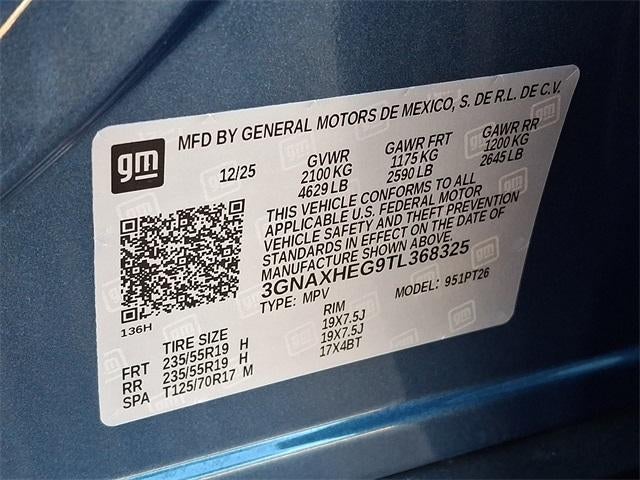 gm
MFD BY GENERAL MOTORS DE MEXICO, S. DE R.L. DE C.V.
12/25 GVWR GAWR FRT GAWR RR
2100 KG 1175 KG 1200 KG
4629 LB 2590 LB 2645 LB
THIS VEHICLE CONFORMS TO ALL
APPLICABLE U.S. FEDERAL MOTOR
VEHICLE SAFETY AND THEFT PREVENTION
STANDARDS IN EFFECT ON THE DATE OF
MANUFACTURE SHOWN ABOVE.
3GNAXHEG9TL368325
TYPE: MPV MODEL: 951PT26
136H
TIRE SIZE RIM
FRT 235/55R19 H 19X7.5J
RR 235/55R19 H 19X7.5J
SPA T125/70R17 M 17X4BT